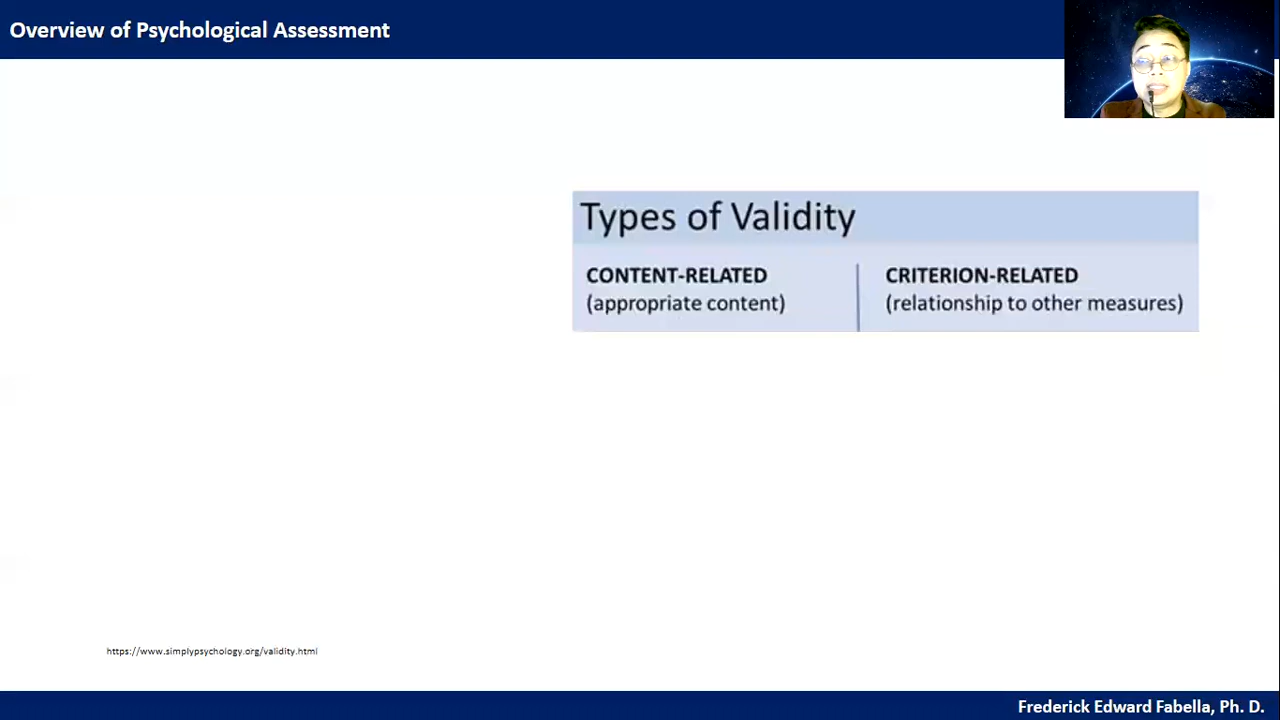 Overview of Psychological Assessment
Types of Validity
CONTENT-RELATED
(appropriate content)
CRITERION-RELATED
(relationship to other measures)
https://www.simplypsychology.org/validity.html
Frederick Edward Fabella, Ph. D.